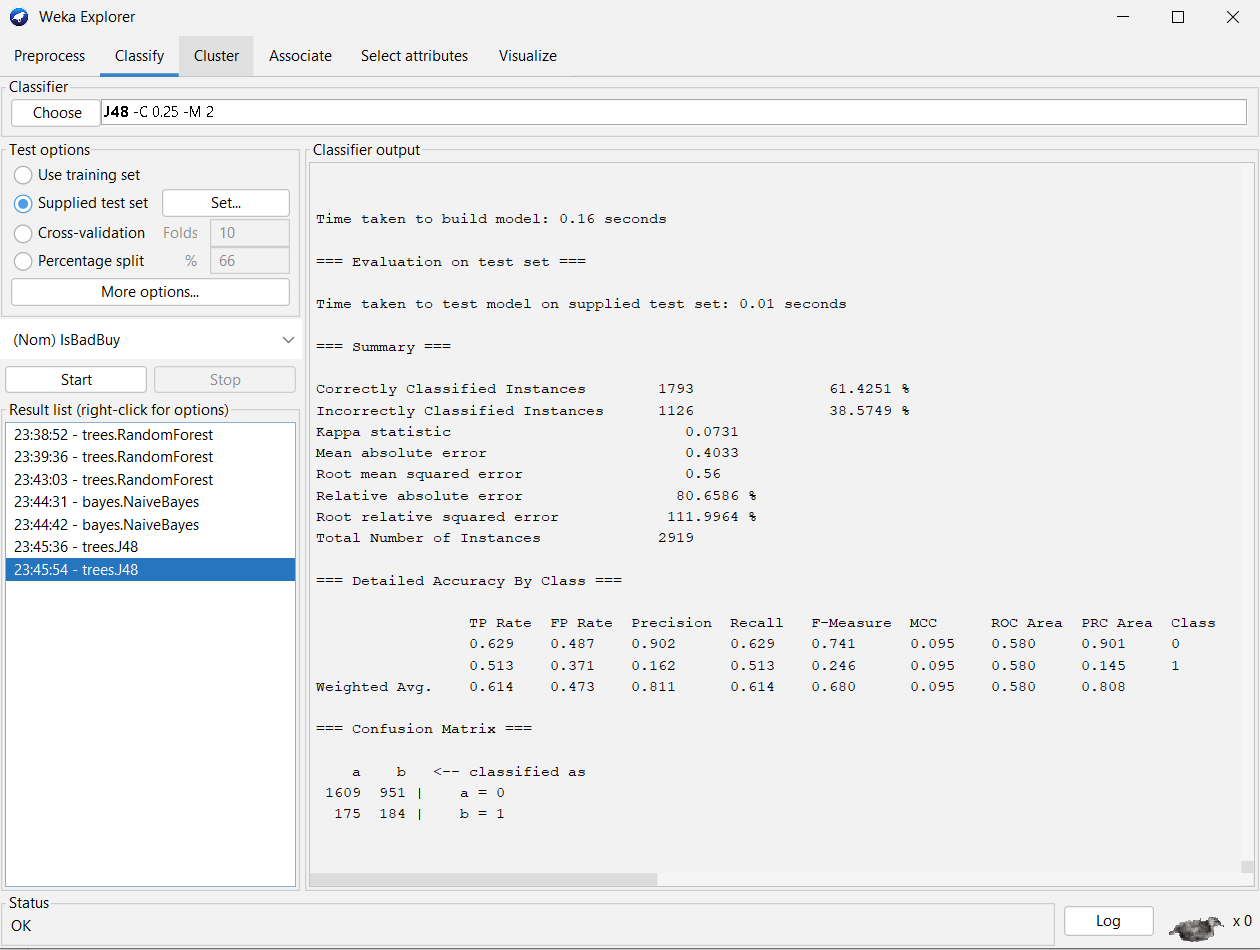 Weka Explorer
Preprocess Classify Cluster Associate Select attributes Visualize
Classifier
Choose J48 -C 0.25 -M 2
Test options
Use training set
Supplied test set Set...
Cross-validation Folds 10
Percentage split % 66
More options...
(Nom) IsBadBuy
Start Stop
Result list (right-click for options)
23:38:52 - trees.RandomForest
23:39:36 - trees.RandomForest
23:43:03 - trees.RandomForest
23:44:31 - bayes.NaiveBayes
23:44:42 - bayes.NaiveBayes
23:45:36 - trees.J48
23:45:54 - trees.J48
Classifier output
Time taken to build model: 0.16 seconds
=== Evaluation on test set ===
Time taken to test model on supplied test set: 0.01 seconds
=== Summary ===
Correctly Classified Instances 1793 61.4251 %
Incorrectly Classified Instances 1126 38.5749 %
Kappa statistic 0.0731
Mean absolute error 0.4033
Root mean squared error 0.56
Relative absolute error 80.6586 %
Root relative squared error 111.9964 %
Total Number of Instances 2919
=== Detailed Accuracy By Class ===
TP Rate FP Rate Precision Recall F-Measure MCC ROC Area PRC Area Class
0.629 0.487 0.902 0.629 0.741 0.095 0.580 0.901 0
0.513 0.371 0.162 0.513 0.246 0.095 0.580 0.145 1
Weighted Avg. 0.614 0.473 0.811 0.614 0.680 0.095 0.580 0.808
=== Confusion Matrix ===
a b <-- classified as
1609 951 | a = 0
175 184 | b = 1
Status
OK
Log
x 0